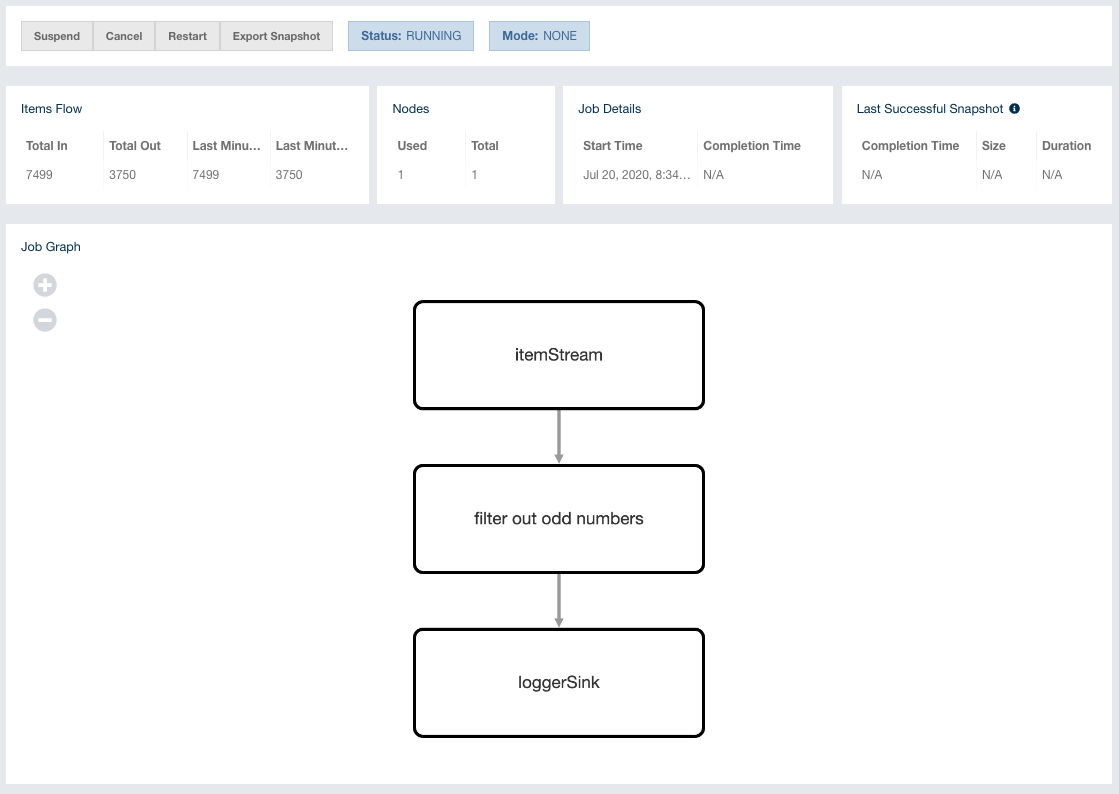 Suspend Cancel Restart Export Snapshot Status: RUNNING Mode: NONE
Items Flow
Total In Total Out Last Minu... Last Minut...
7499 3750 7499 3750
Nodes
Used Total
1 1
Job Details
Start Time Completion Time
Jul 20, 2020, 8:34... N/A
Last Successful Snapshot
Completion Time Size Duration
N/A N/A N/A
Job Graph
itemStream
filter out odd numbers
loggerSink